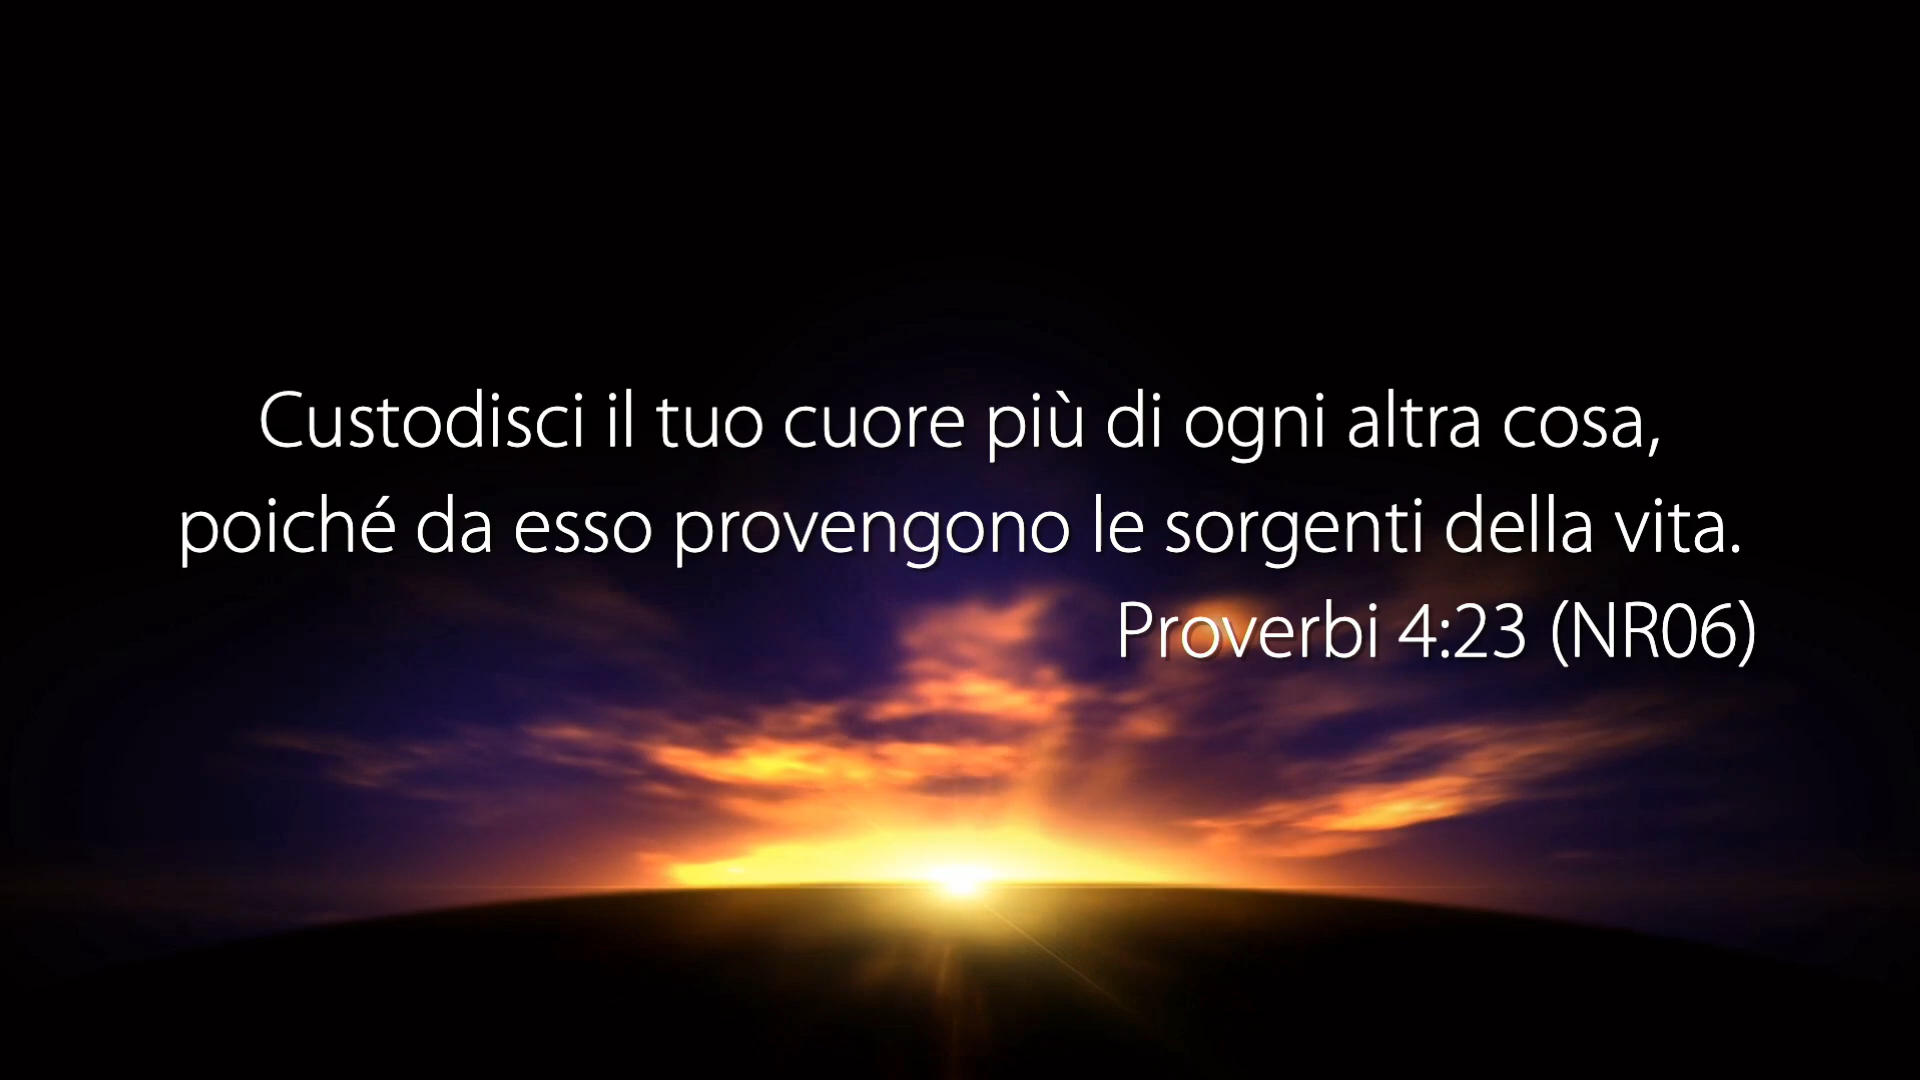 Custodisci il tuo cuore più di ogni altra cosa,
poiché da esso provengono le sorgenti della vita.
Proverbi 4:23 (NR06)